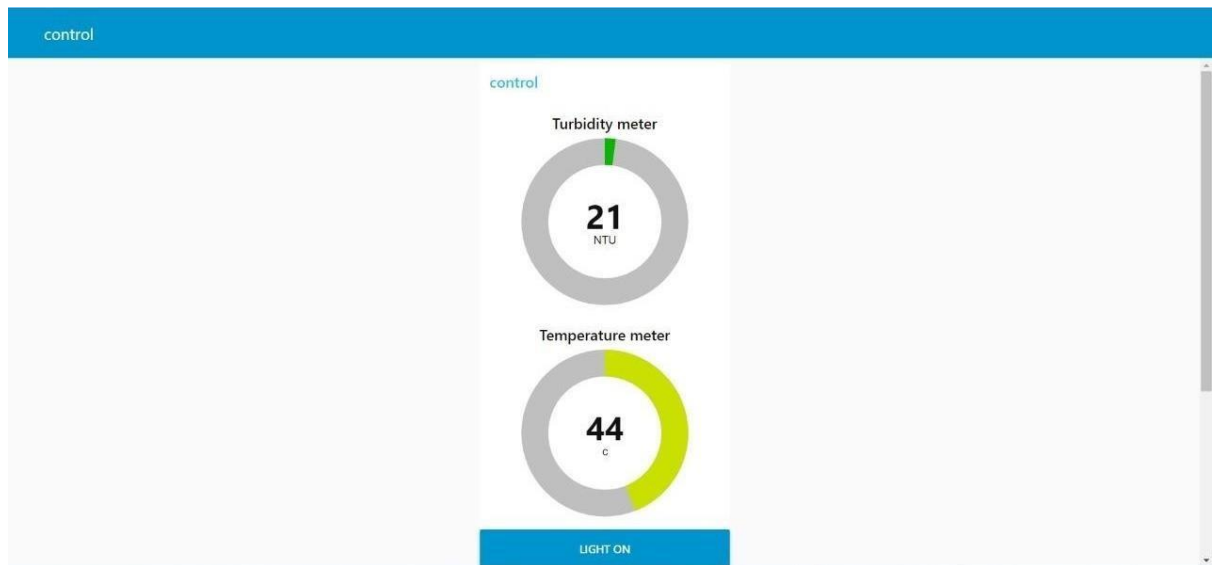 control
control
Turbidity meter
21
NTU
Temperature meter
44
c
LIGHT ON